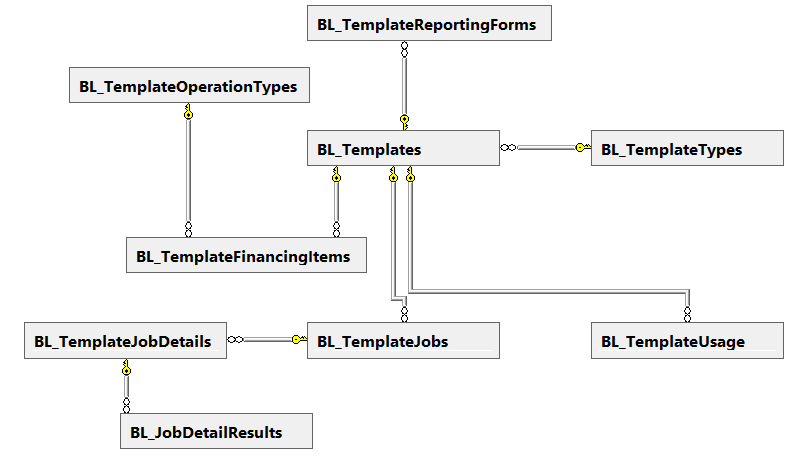 BL_TemplateReportingForms
BL_TemplateOperationTypes
BL_Templates
BL_TemplateTypes
BL_TemplateFinancingItems
BL_TemplateJobDetails
BL_TemplateJobs
BL_TemplateUsage
BL_JobDetailResults